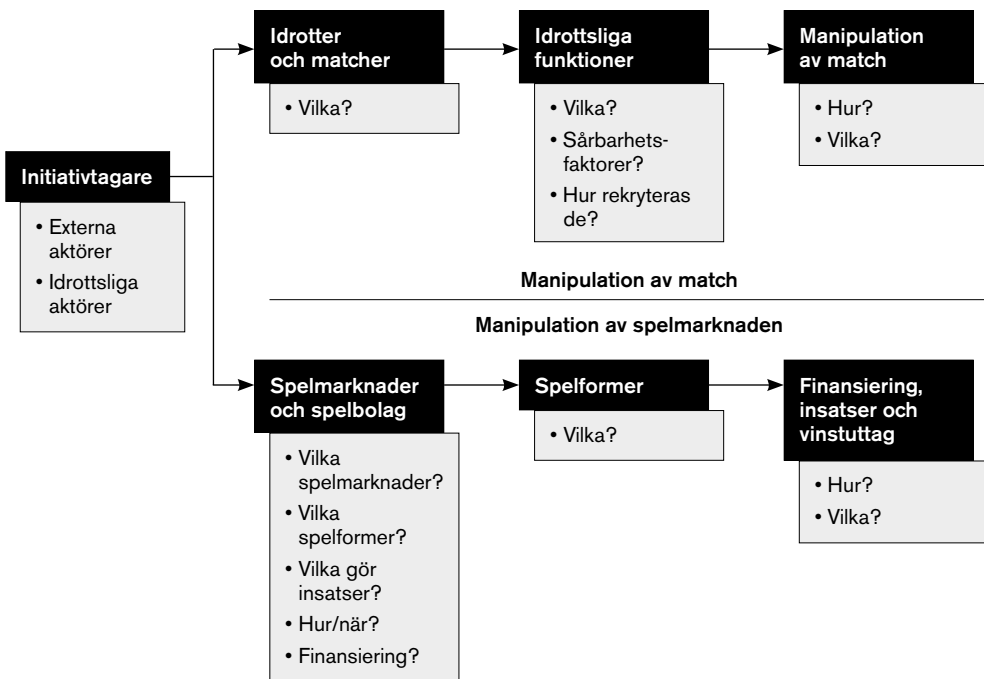 Idrotter
och matcher
• Vilka?
Idrottsliga
funktioner
• Vilka?
• Sårbarhets-
faktorer?
• Hur rekryteras
de?
Manipulation
av match
• Hur?
• Vilka?
Initiativtagare
• Externa
aktörer
• Idrottsliga
aktörer
Manipulation av match
Manipulation av spelmarknaden
Spelmarknader
och spelbolag
• Vilka
spelmarknader?
• Vilka
spelformer?
• Vilka gör
insatser?
• Hur/när?
• Finansiering?
Spelformer
• Vilka?
Finansiering,
insatser och
vinstuttag
• Hur?
• Vilka?